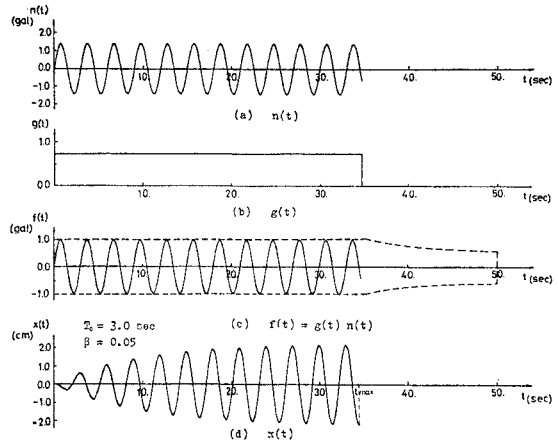 n(t)
(gal)
2.0
1.0
0.0
-1.0
-2.0
10.
20.
30.
40.
50.
t(sec)
(a) n(t)
g(t)
1.0
0.0
10.
20.
30.
40.
50.
t(sec)
(b) g(t)
f(t)
(gal)
1.0
0.0
-1.0
10.
20.
30.
40.
50.
t(sec)
(c) f(t) = g(t) n(t)
x(t)
(cm)
T₀ = 3.0 sec
β = 0.05
2.0
1.0
0.0
-1.0
-2.0
10.
20.
30.
tymax
40.
50.
t(sec)
(d) x(t)